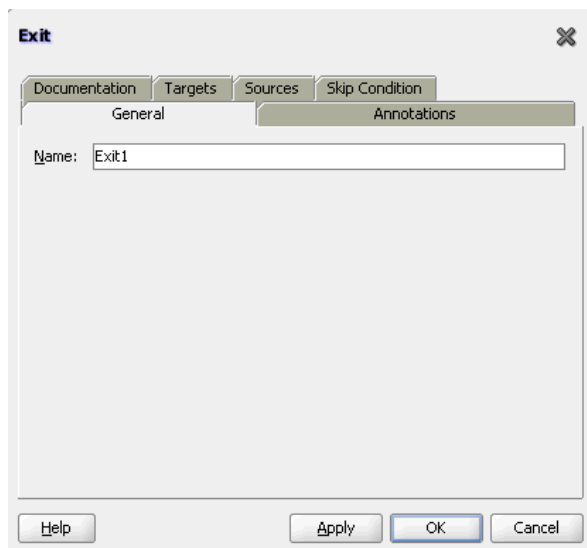 Exit
Documentation Targets Sources Skip Condition
General Annotations
Name: Exit1
Help Apply OK Cancel